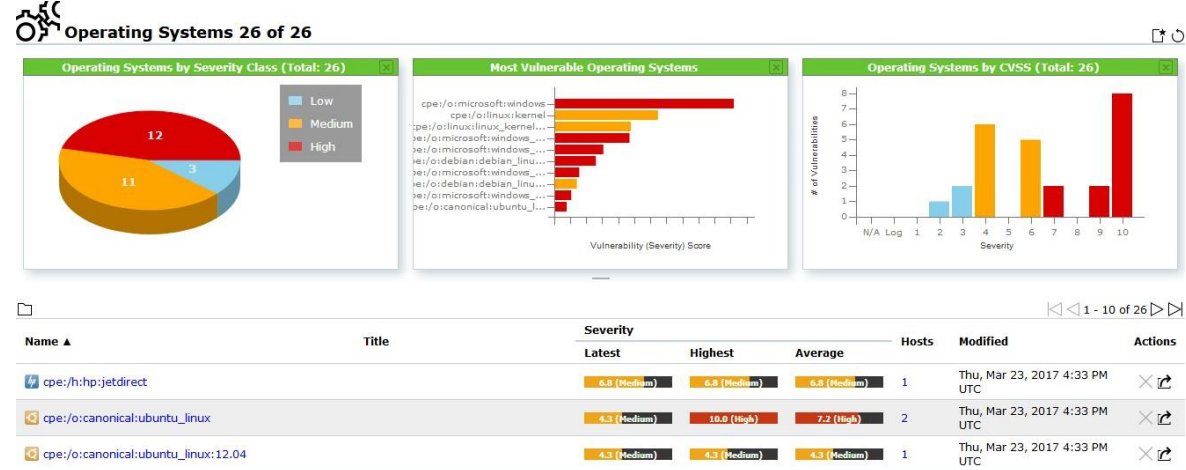 Operating Systems 26 of 26
Operating Systems by Severity Class (Total: 26)
12
3
11
Low
Medium
High
Most Vulnerable Operating Systems
cpe:/o:microsoft:windows
cpe:/o:linux:kernel
cpe:/o:linux:linux_kernel...
pe:/o:microsoft:windows_...
pe:/o:microsoft:windows_...
pe:/o:debian:debian_linu...
pe:/o:microsoft:windows_...
pe:/o:debian:debian_linu...
pe:/o:microsoft:windows_...
pe:/o:canonical:ubuntu_l...
Vulnerability (Severity) Score
Operating Systems by CVSS (Total: 26)
# of Vulnerabilities
8
7
6
5
4
3
2
1
0
N/A Log 1 2 3 4 5 6 7 8 9 10
Severity
1 - 10 of 26
Name ▲ Title Severity Hosts Modified Actions
Latest Highest Average
cpe:/h:hp:jetdirect 6.8 (Medium) 6.8 (Medium) 6.8 (Medium) 1 Thu, Mar 23, 2017 4:33 PM
UTC
cpe:/o:canonical:ubuntu_linux 4.3 (Medium) 10.0 (High) 7.2 (High) 2 Thu, Mar 23, 2017 4:33 PM
UTC
cpe:/o:canonical:ubuntu_linux:12.04 4.3 (Medium) 4.3 (Medium) 4.3 (Medium) 1 Thu, Mar 23, 2017 4:33 PM
UTC